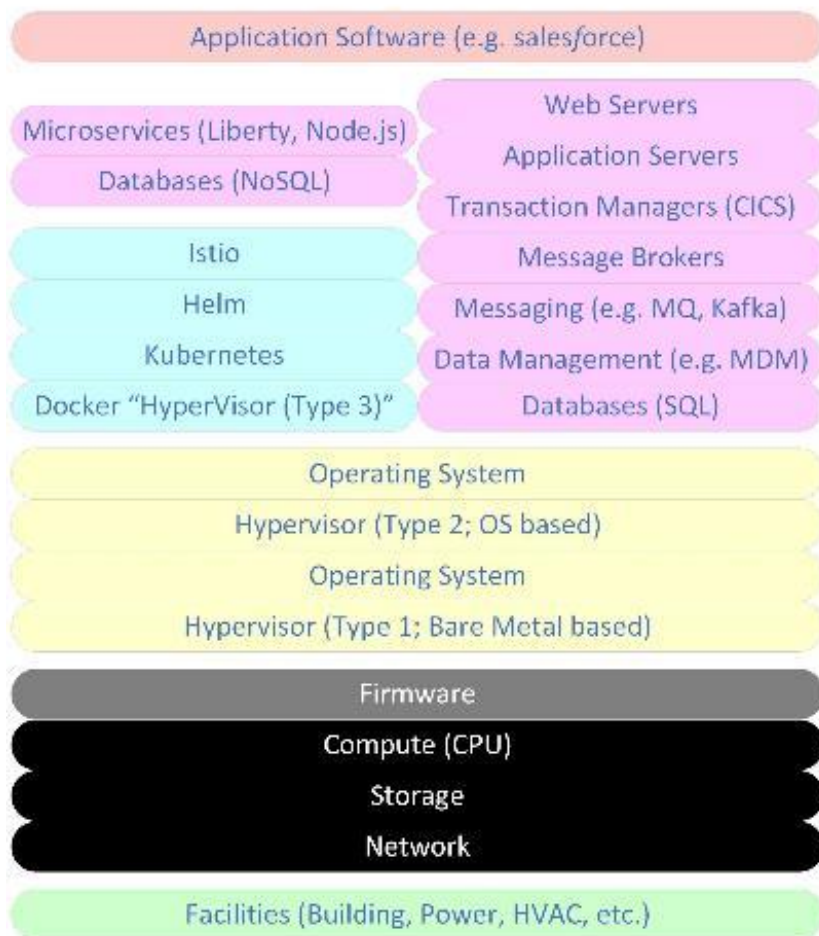 Application Software (e.g. salesforce)
Microservices (Liberty, Node.js)
Databases (NoSQL)
Istio
Helm
Kubernetes
Docker “HyperVisor (Type 3)”
Web Servers
Application Servers
Transaction Managers (CICS)
Message Brokers
Messaging (e.g. MQ, Kafka)
Data Management (e.g. MDM)
Databases (SQL)
Operating System
Hypervisor (Type 2; OS based)
Operating System
Hypervisor (Type 1; Bare Metal based)
Firmware
Compute (CPU)
Storage
Network
Facilities (Building, Power, HVAC, etc.)